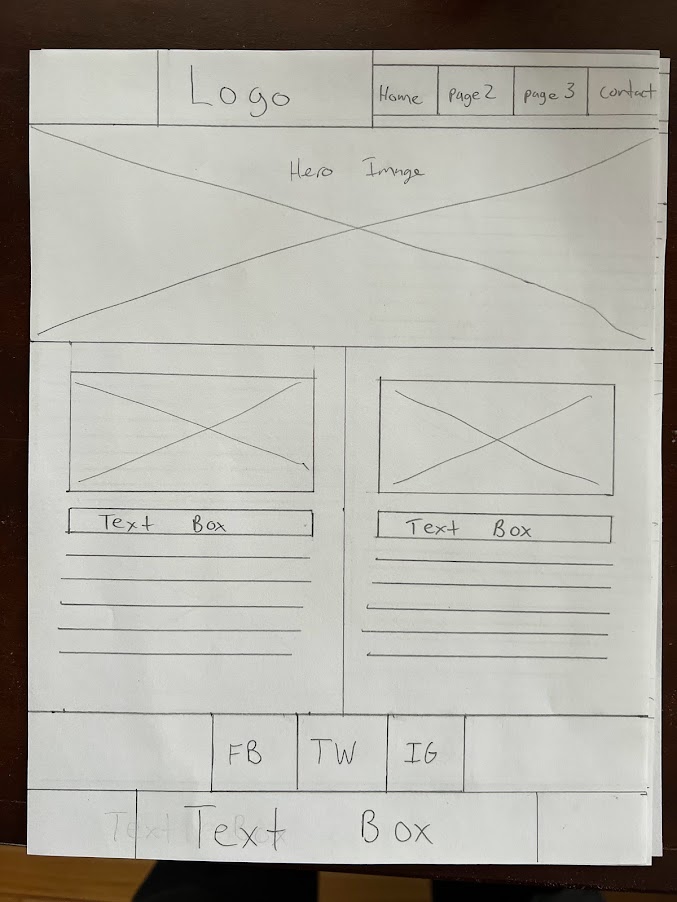 Logo
Home page 2 page 3 Contact
Hero Image
Text Box Text Box
FB TW IG
Text Box